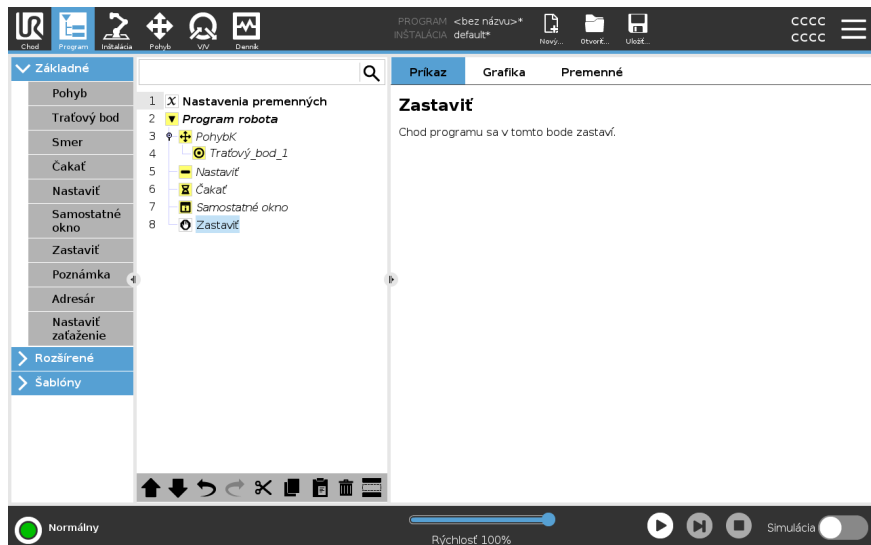 UR
Chod
Program
Inštalácia
Pohyb
V/V
Denník
PROGRAM <bez názvu>*
INŠTALÁCIA default*
Nový...
Otvoriť...
Uložiť...
CCCC
CCCC
Základné
Pohyb
Traťový bod
Smer
Čakať
Nastaviť
Samostatné
okno
Zastaviť
Poznámka
Adresár
Nastaviť
zaťaženie
Rozšírené
Šablóny
1 X Nastavenia premenných
2 Program robota
3 PohybK
4 Traťový_bod_1
5 Nastaviť
6 Čakať
7 Samostatné okno
8 Zastaviť
Príkaz
Grafika
Premenné
Zastaviť
Chod programu sa v tomto bode zastaví.
Normálny
Rýchlosť 100%
Simulácia